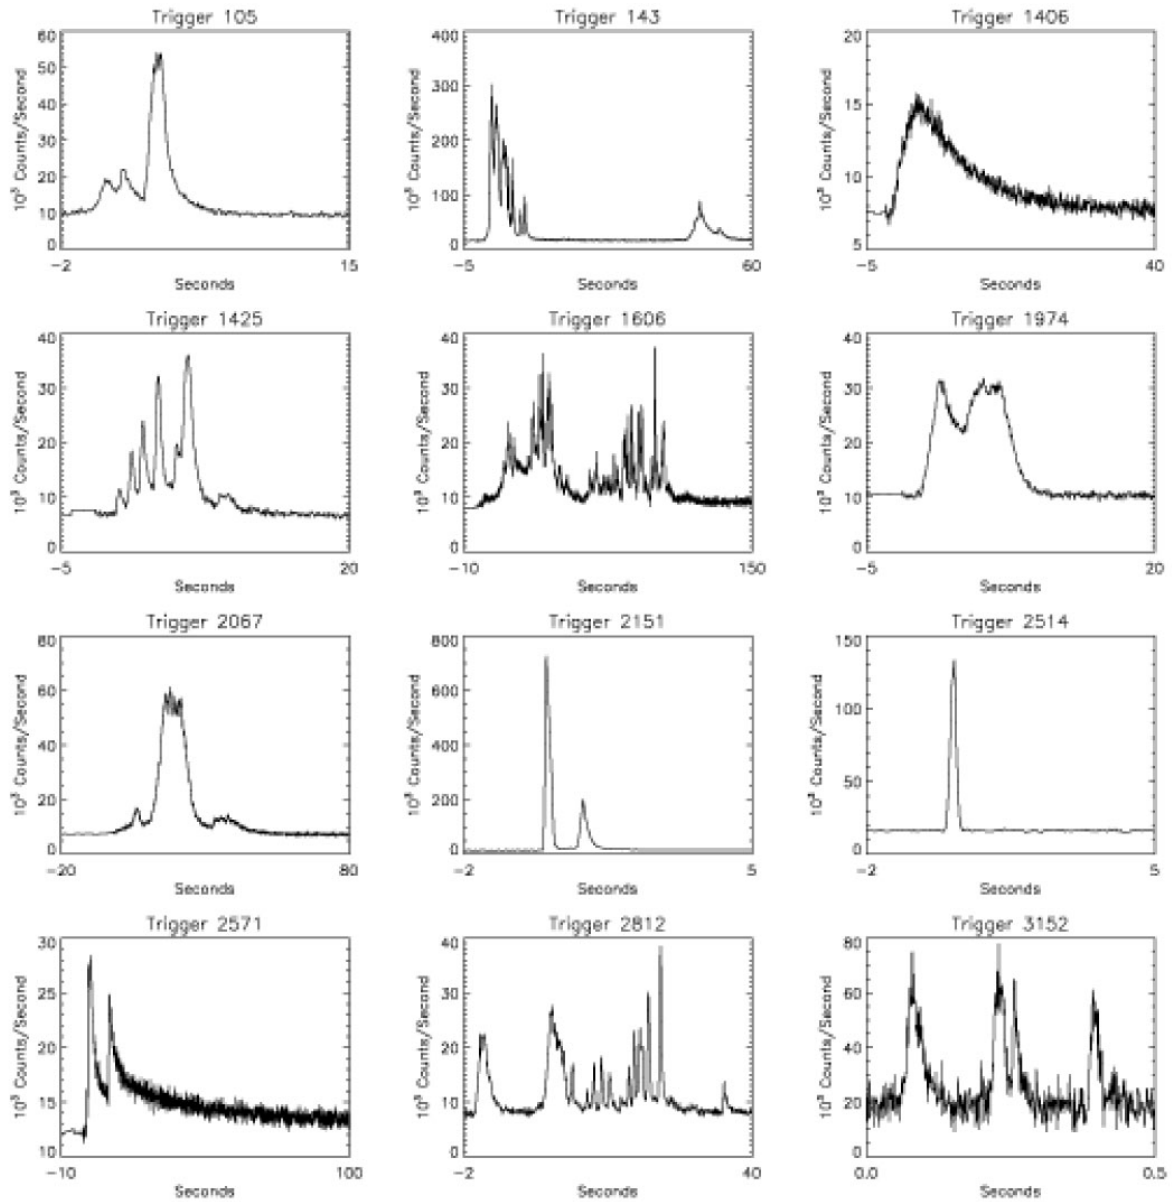 Trigger 105
60
50
40
30
20
10
0
10³ Counts/Second
-2
15
Seconds
Trigger 143
400
300
200
100
0
10³ Counts/Second
-5
60
Seconds
Trigger 1406
20
15
10
5
10³ Counts/Second
-5
40
Seconds
Trigger 1425
40
30
20
10
0
10³ Counts/Second
-5
20
Seconds
Trigger 1606
40
30
20
10
0
10³ Counts/Second
-10
150
Seconds
Trigger 1974
40
30
20
10
0
10³ Counts/Second
-5
20
Seconds
Trigger 2067
80
60
40
20
0
10³ Counts/Second
-20
80
Seconds
Trigger 2151
800
600
400
200
0
10³ Counts/Second
-2
5
Seconds
Trigger 2514
150
100
50
0
10³ Counts/Second
-2
5
Seconds
Trigger 2571
30
25
20
15
10
10³ Counts/Second
-10
100
Seconds
Trigger 2812
40
30
20
10
0
10³ Counts/Second
-2
40
Seconds
Trigger 3152
80
60
40
20
0
10³ Counts/Second
0.0
0.5
Seconds